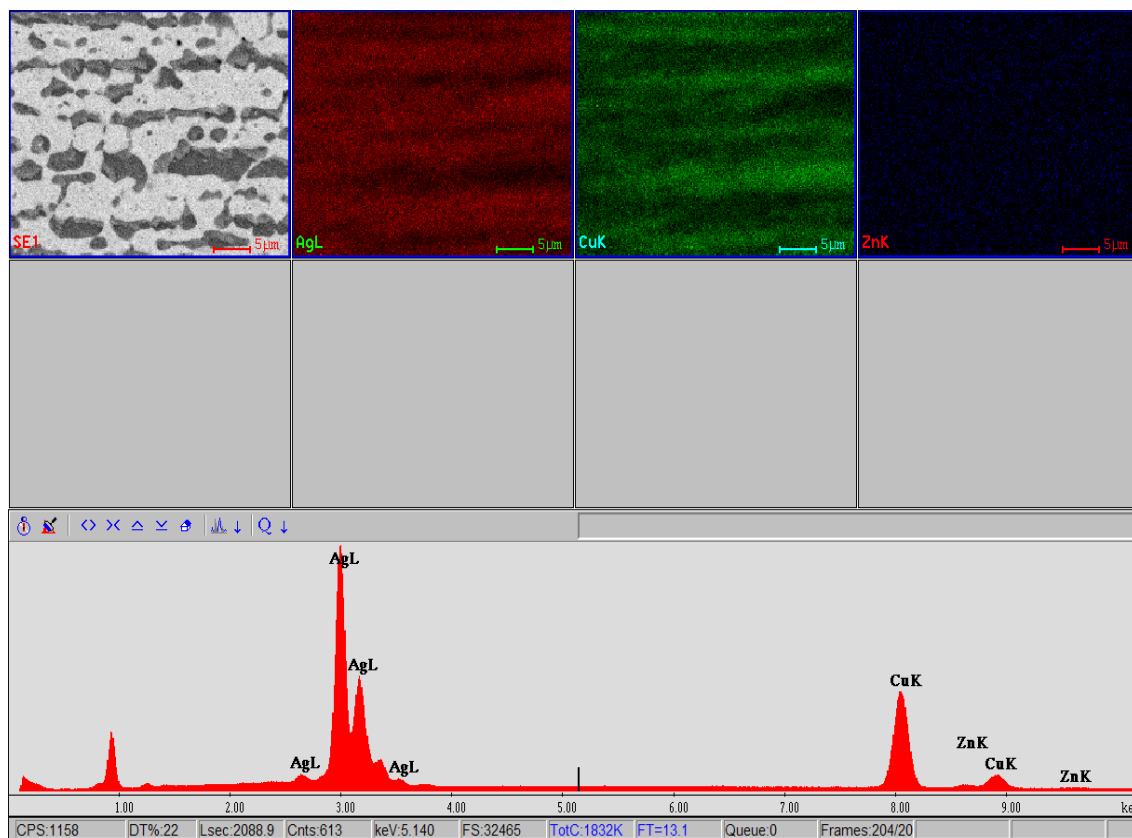 SE1 5µm AgL 5µm CuK 5µm ZnK 5µm
Q
AgL
AgL
CuK
ZnK
AgL AgL CuK ZnK
1.00 2.00 3.00 4.00 5.00 6.00 7.00 8.00 9.00 ke
CPS:1158 DT%:22 Lsec:2088.9 Cnts:613 keV:5.140 FS:32465 TotC:1832K FT=13.1 Queue:0 Frames:204/20